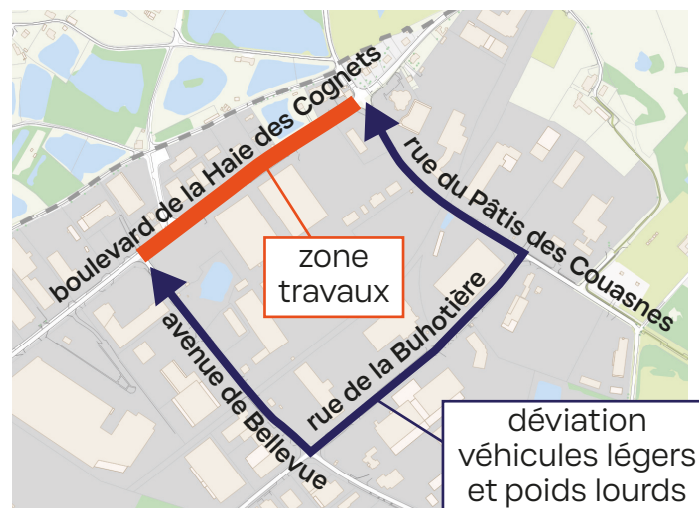 boulevard de la Haie des Cognets
rue du Pâtis des Couasnes
zone
travaux
rue de la Buhotière
avenue de Bellevue
déviation
véhicules légers
et poids lourds